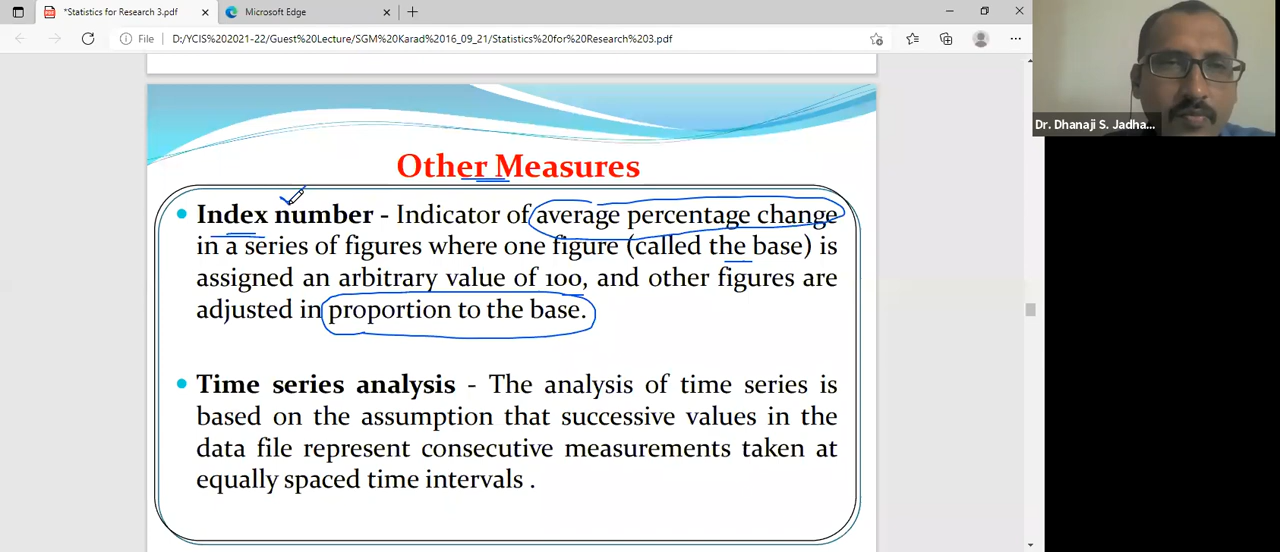 *Statistics for Research 3.pdf
Microsoft Edge
File
D:/YCIS%202021-22/Guest%20Lecture/SGM%20Karad%2016_09_21/Statistics%20for%20Research%203.pdf
Dr. Dhanaji S. Jadha...
Other Measures
Index number - Indicator of average percentage change
in a series of figures where one figure (called the base) is
assigned an arbitrary value of 100, and other figures are
adjusted in proportion to the base.
Time series analysis - The analysis of time series is
based on the assumption that successive values in the
data file represent consecutive measurements taken at
equally spaced time intervals .